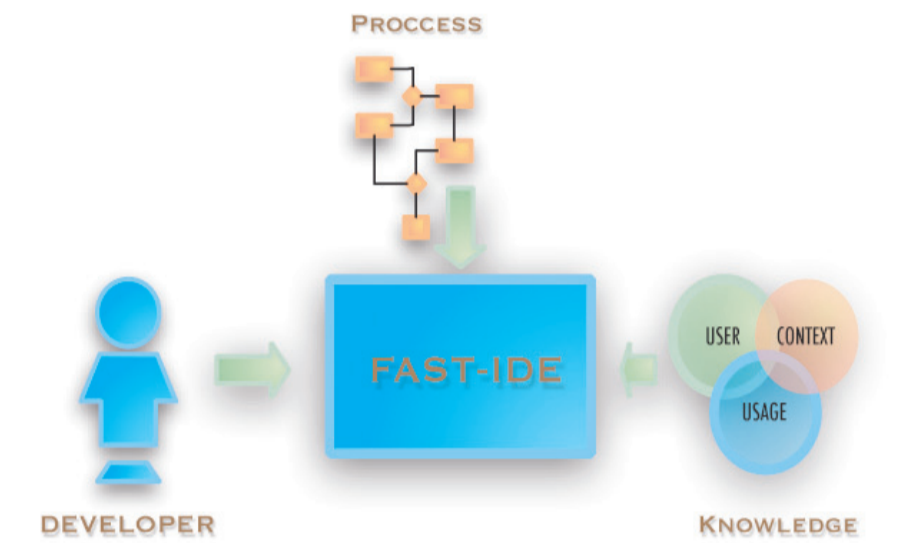 PROCCESS
FAST-IDE
USER
CONTEXT
USAGE
DEVELOPER
KNOWLEDGE